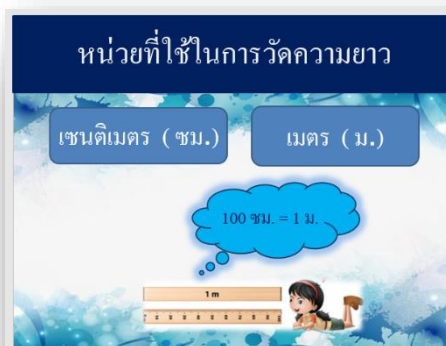 หน่วยที่ใช้ในการวัดความยาว
เซนติเมตร (ซม.)
เมตร (ม.)
100 ซม. = 1 ม.
1 m